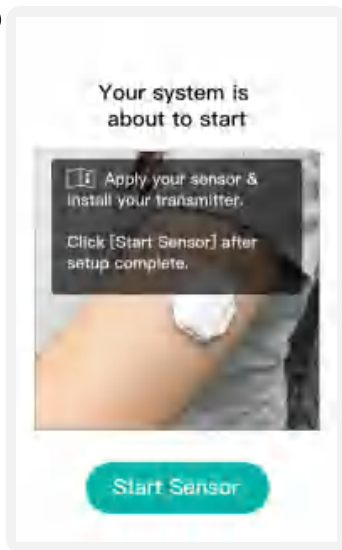 Your system is
about to start
Apply your sensor &
install your transmitter.
Click [Start Sensor] after
setup complete.
Start Sensor